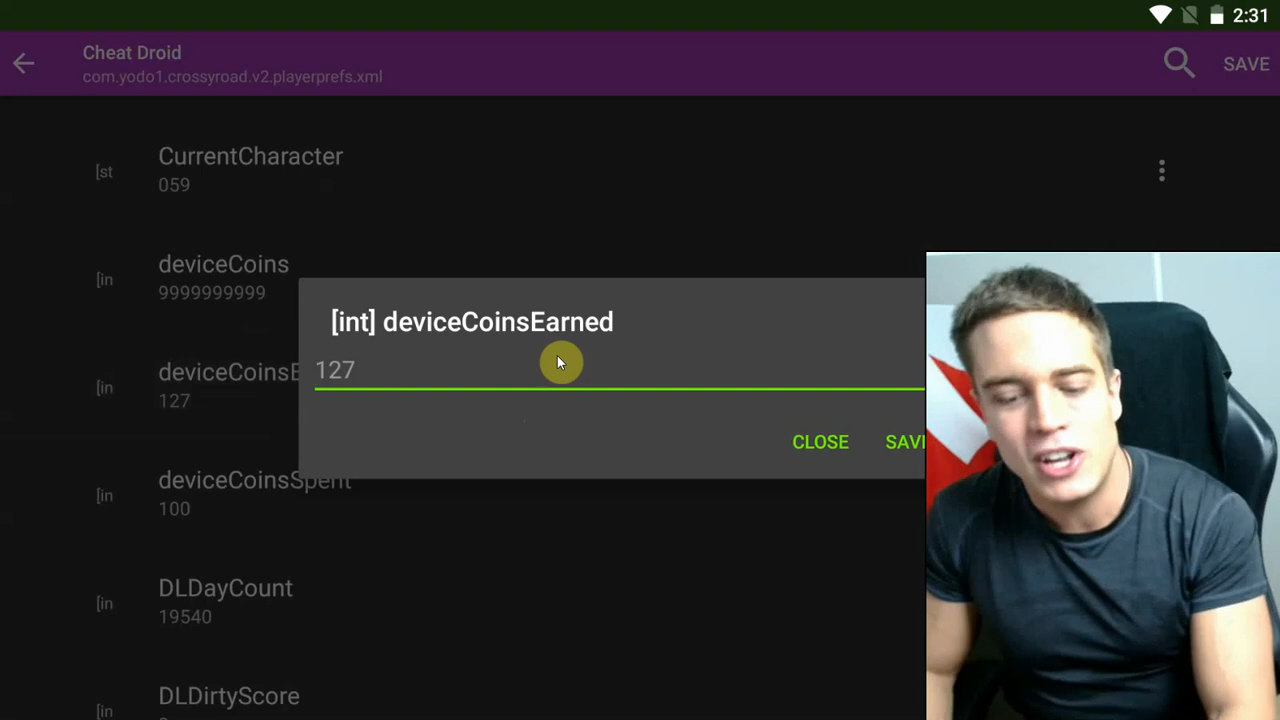 2:31
Cheat Droid
com.yodo1.crossyroad.v2.playerprefs.xml
SAVE
CurrentCharacter
[st
059
deviceCoins
[in
9999999999
[int] deviceCoinsEarned
127
deviceCoinsE
[in
127
CLOSE
SAVE
deviceCoinsSpent
[in
100
DLDayCount
[in
19540
DLDirtyScore
[in